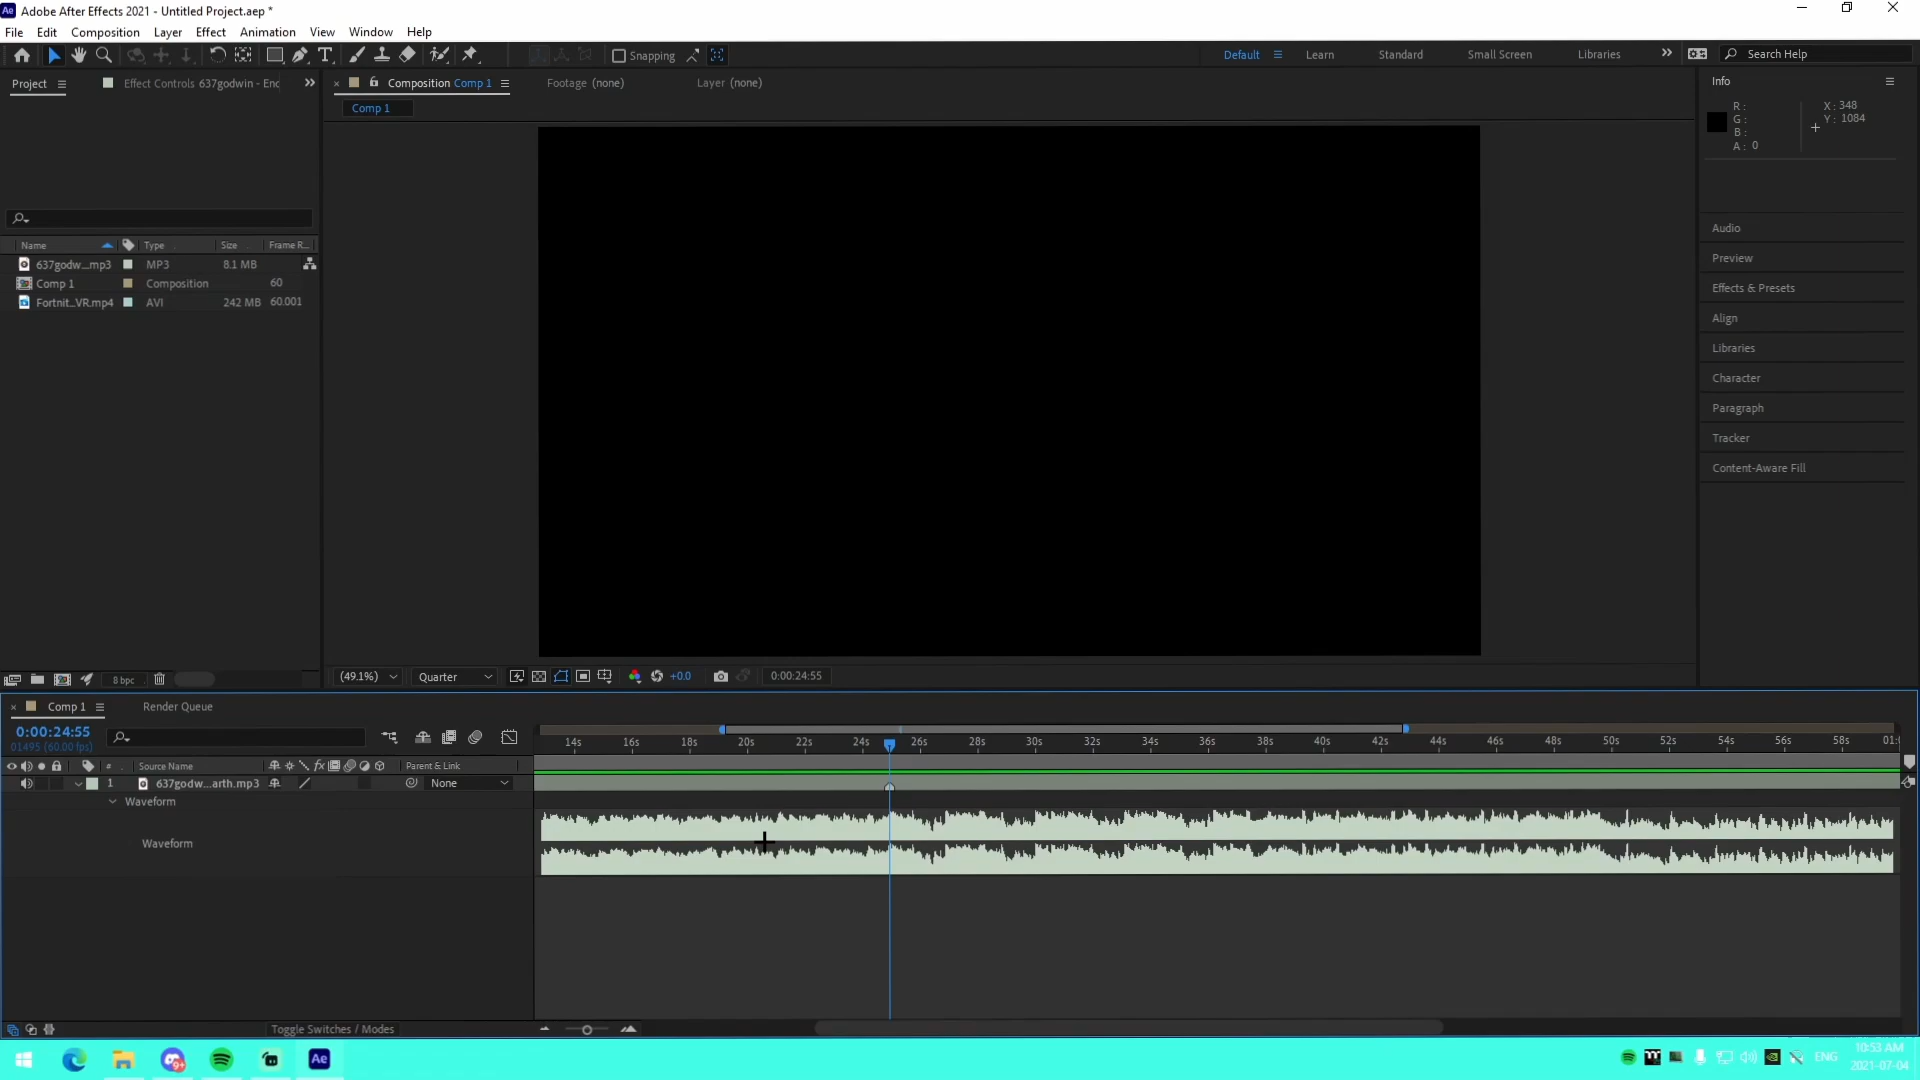 Adobe After Effects 2021 - Untitled Project.aep *
File Edit Composition Layer Effect Animation View Window Help
Snapping
Default Learn Standard Small Screen Libraries
Search Help
Project
Effect Controls 637godwin - End
Composition Comp 1
Footage (none)
Layer (none)
Comp 1
Info
R :
G :
B :
A : 0
X : 348
Y : 1084
Audio
Preview
Effects & Presets
Align
Libraries
Character
Paragraph
Tracker
Content-Aware Fill
Name Type Size Frame R...
637godw...mp3 MP3 8.1 MB
Comp 1 Composition 60
Fortnit...VR.mp4 AVI 242 MB 60.001
8 bpc
(49.1%) Quarter +0.0 0:00:24:55
Comp 1
Render Queue
0:00:24:55
01495 (60.00 fps)
14s 16s 18s 20s 22s 24s 26s 28s 30s 32s 34s 36s 38s 40s 42s 44s 46s 48s 50s 52s 54s 56s 58s 01:0
# Source Name fx Parent & Link
1 637godw...arth.mp3 None
Waveform
Waveform
Toggle Switches / Modes
9+
Ae
ENG
10:53 AM
2021-07-04